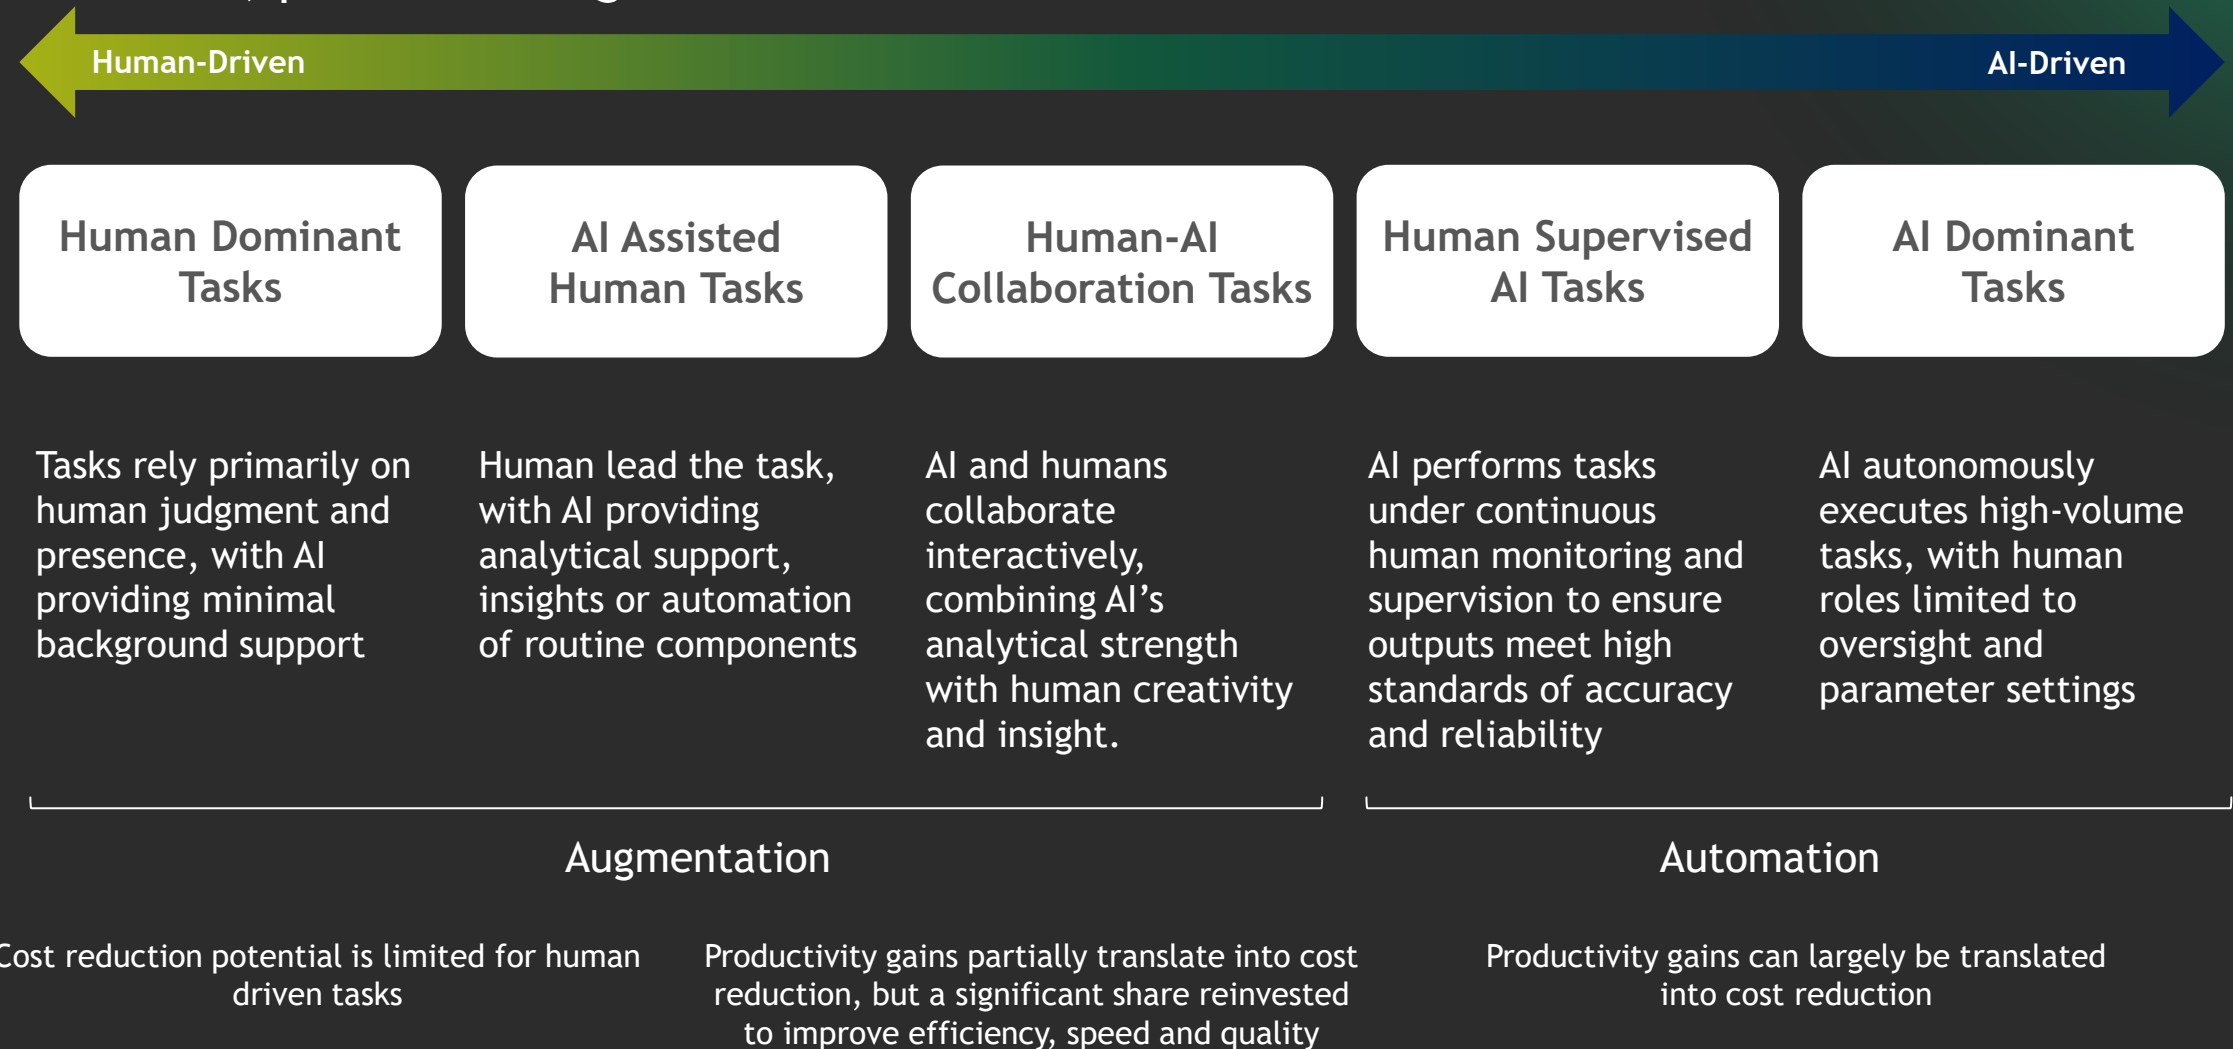 Human-Driven
AI-Driven
Human Dominant
Tasks
AI Assisted
Human Tasks
Human-AI
Collaboration Tasks
Human Supervised
AI Tasks
AI Dominant
Tasks
Tasks rely primarily on
human judgment and
presence, with AI
providing minimal
background support
Human lead the task,
with AI providing
analytical support,
insights or automation
of routine components
AI and humans
collaborate
interactively,
combining AI’s
analytical strength
with human creativity
and insight.
AI performs tasks
under continuous
human monitoring and
supervision to ensure
outputs meet high
standards of accuracy
and reliability
AI autonomously
executes high-volume
tasks, with human
roles limited to
oversight and
parameter settings
Augmentation
Automation
Cost reduction potential is limited for human
driven tasks
Productivity gains partially translate into cost
reduction, but a significant share reinvested
to improve efficiency, speed and quality
Productivity gains can largely be translated
into cost reduction